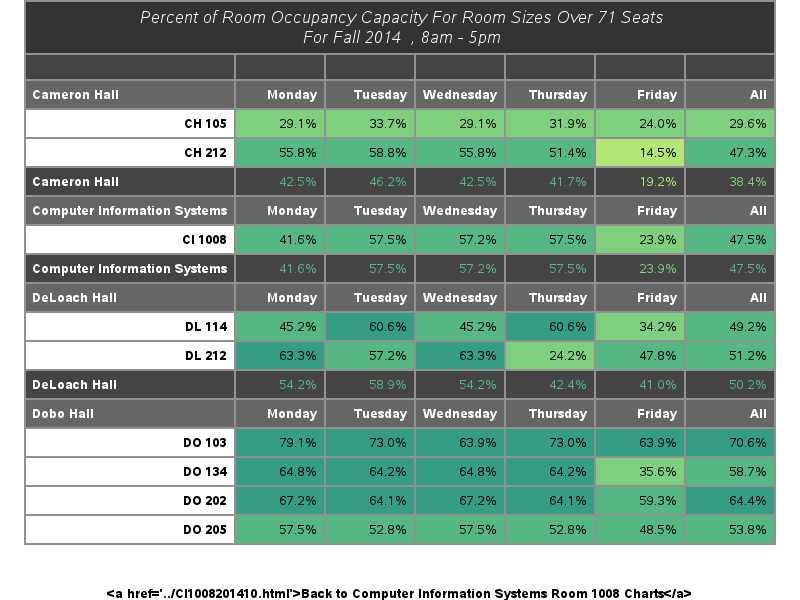 Percent of Room Occupancy Capacity For Room Sizes Over 71 Seats
For Fall 2014 , 8am - 5pm
Cameron Hall Monday Tuesday Wednesday Thursday Friday All
CH 105 29.1% 33.7% 29.1% 31.9% 24.0% 29.6%
CH 212 55.8% 58.8% 55.8% 51.4% 14.5% 47.3%
Cameron Hall 42.5% 46.2% 42.5% 41.7% 19.2% 38.4%
Computer Information Systems Monday Tuesday Wednesday Thursday Friday All
CI 1008 41.6% 57.5% 57.2% 57.5% 23.9% 47.5%
Computer Information Systems 41.6% 57.5% 57.2% 57.5% 23.9% 47.5%
DeLoach Hall Monday Tuesday Wednesday Thursday Friday All
DL 114 45.2% 60.6% 45.2% 60.6% 34.2% 49.2%
DL 212 63.3% 57.2% 63.3% 24.2% 47.8% 51.2%
DeLoach Hall 54.2% 58.9% 54.2% 42.4% 41.0% 50.2%
Dobo Hall Monday Tuesday Wednesday Thursday Friday All
DO 103 79.1% 73.0% 63.9% 73.0% 63.9% 70.6%
DO 134 64.8% 64.2% 64.8% 64.2% 35.6% 58.7%
DO 202 67.2% 64.1% 67.2% 64.1% 59.3% 64.4%
DO 205 57.5% 52.8% 57.5% 52.8% 48.5% 53.8%
<a href='../CI1008201410.html'>Back to Computer Information Systems Room 1008 Charts</a>